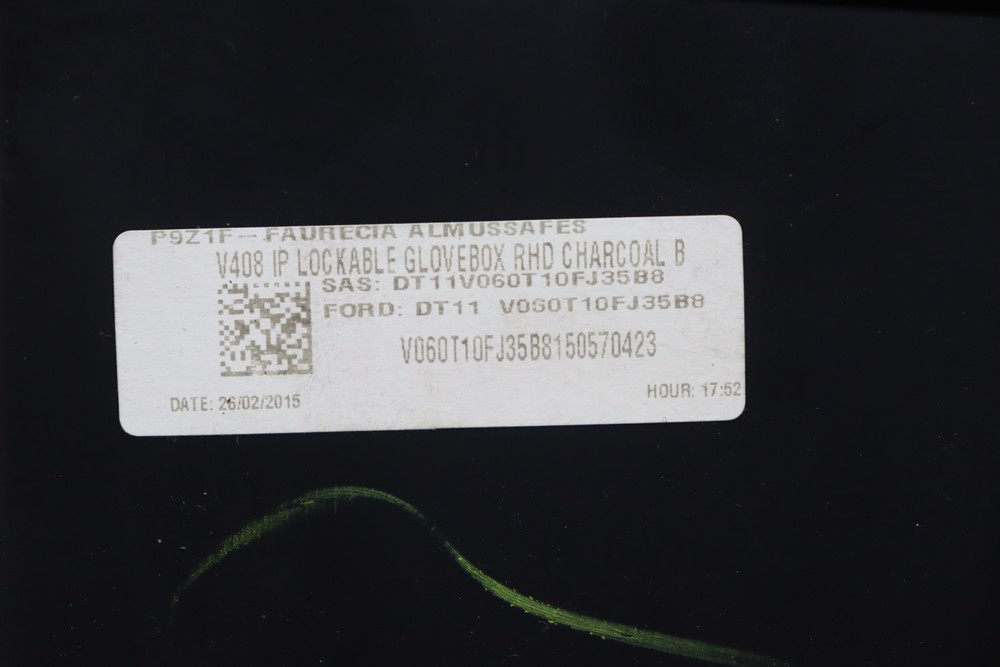 P9Z1F - FAURECIA ALMUSSAFES
V408 IP LOCKABLE GLOVEBOX RHD CHARCOAL B
SAS: DT11V060T10FJ35B8
FORD: DT11 V060T10FJ35B8
V060T10FJ35B8150570423
DATE: 26/02/2015
HOUR: 17:52